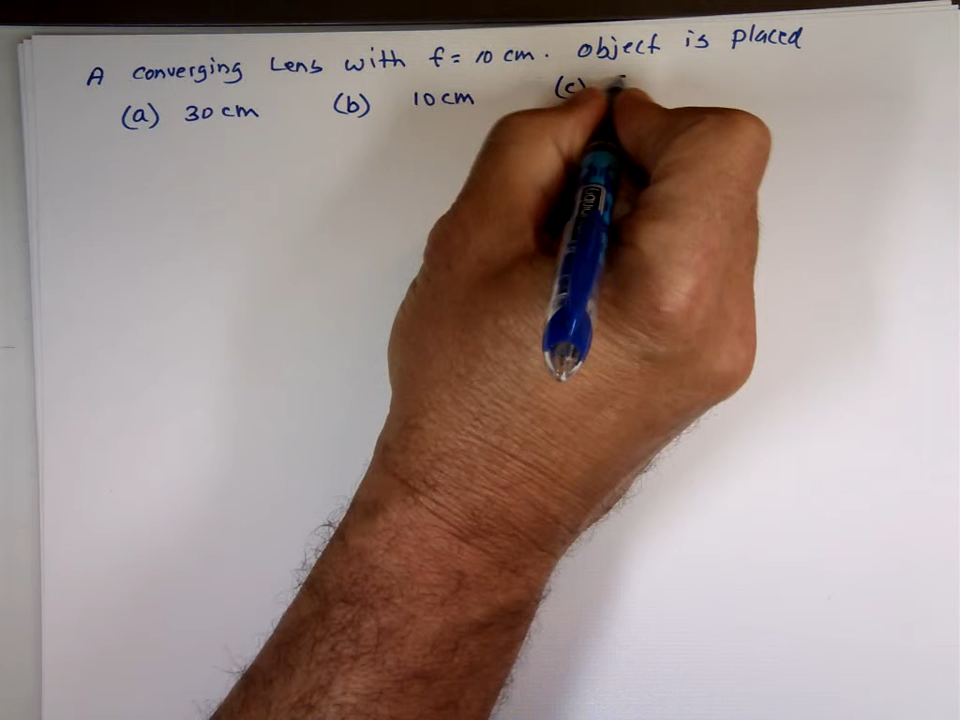 A converging Lens with f = 10 cm. object is placed
(a) 30 cm (b) 10 cm (c)